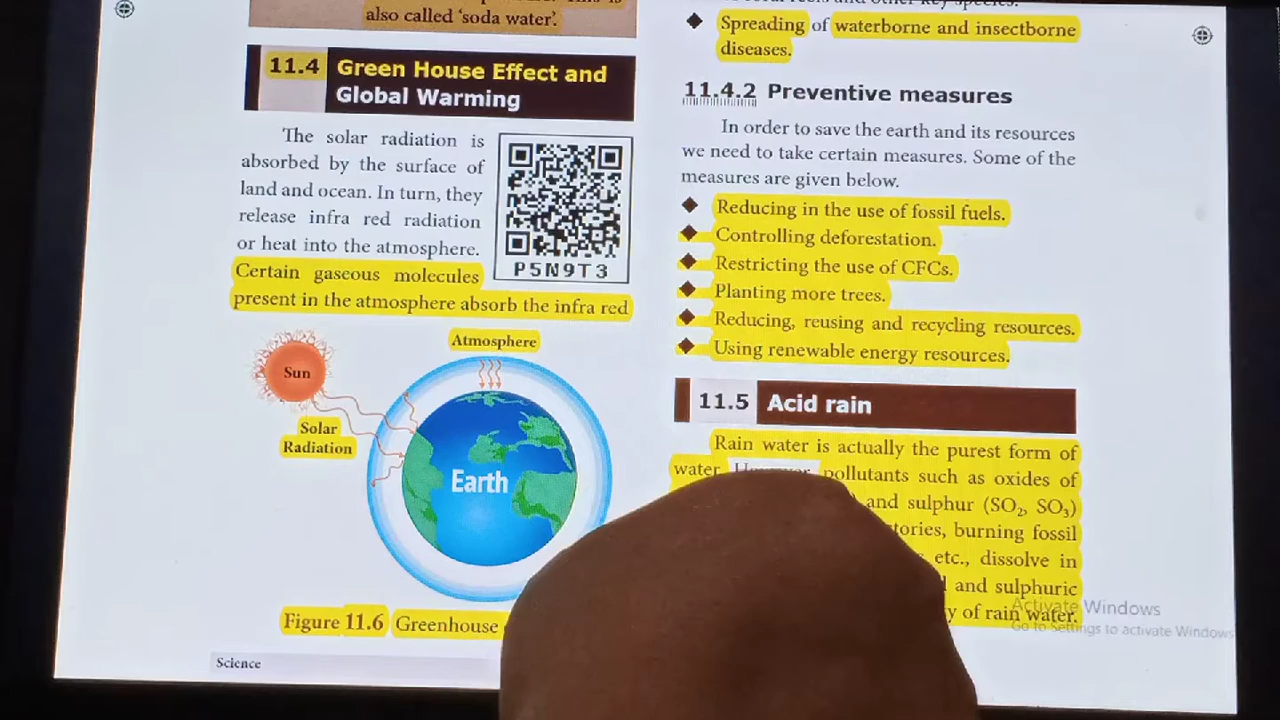 also called 'soda water'.
11.4 Green House Effect and
Global Warming
The solar radiation is
absorbed by the surface of
land and ocean. In turn, they
release infra red radiation
or heat into the atmosphere.
Certain gaseous molecules
present in the atmosphere absorb the infra red
P5N9T3
Atmosphere
Sun
Solar
Radiation
Earth
Figure 11.6 Greenhouse
Science
Spreading of waterborne and insectborne
diseases.
11.4.2 Preventive measures
In order to save the earth and its resources
we need to take certain measures. Some of the
measures are given below.
Reducing in the use of fossil fuels.
Controlling deforestation.
Restricting the use of CFCs.
Planting more trees.
Reducing, reusing and recycling resources.
Using renewable energy resources.
11.5 Acid rain
Rain water is actually the purest form of
water. pollutants such as oxides of
and sulphur (SO₂, SO₃)
burning fossil
etc., dissolve in
and sulphuric
of rain water.
Activate Windows
Go to Settings to activate Windows